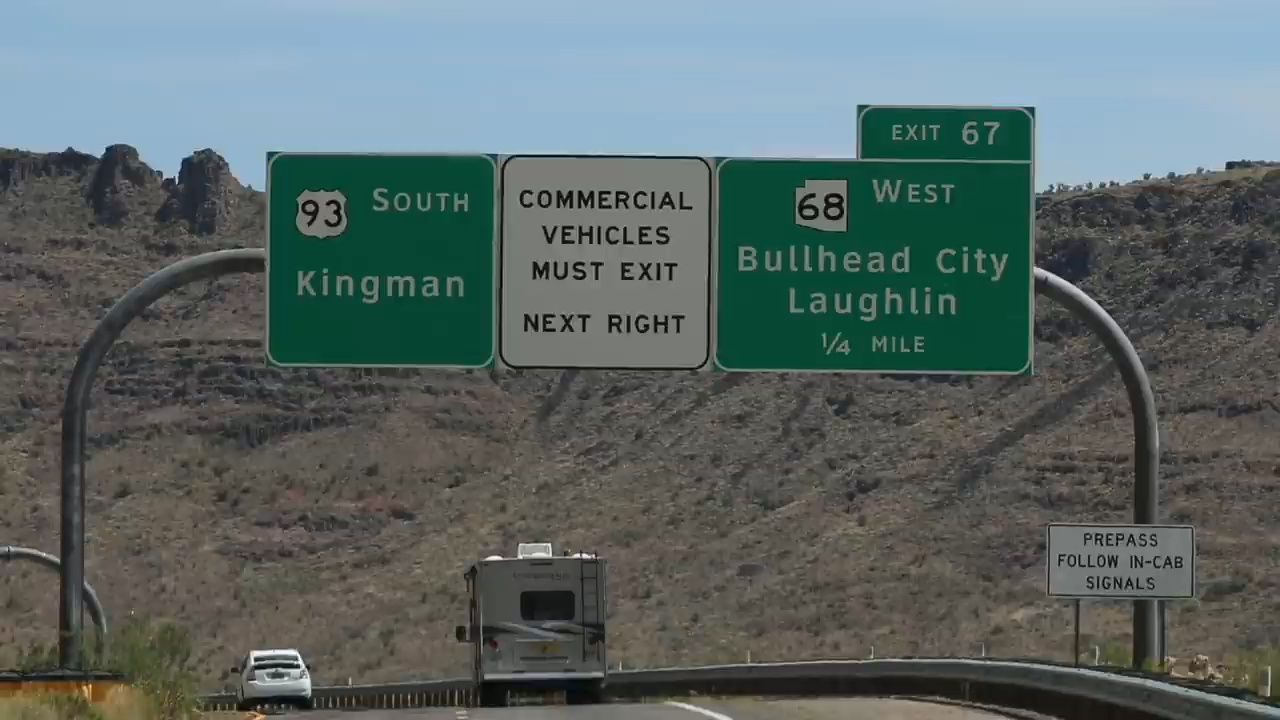 93 SOUTH
Kingman
COMMERCIAL
VEHICLES
MUST EXIT
NEXT RIGHT
EXIT 67
68 WEST
Bullhead City
Laughlin
1/4 MILE
PREPASS
FOLLOW IN-CAB
SIGNALS